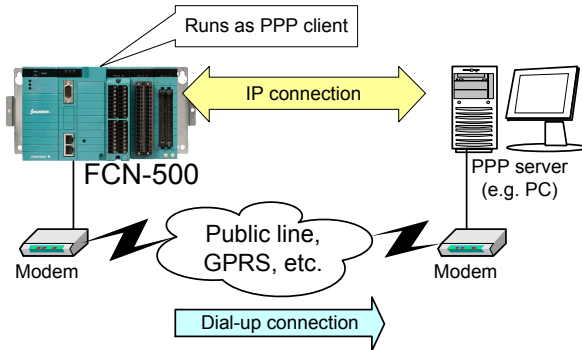 Runs as PPP client
IP connection
FCN-500
PPP server
(e.g. PC)
Public line,
GPRS, etc.
Modem
Modem
Dial-up connection